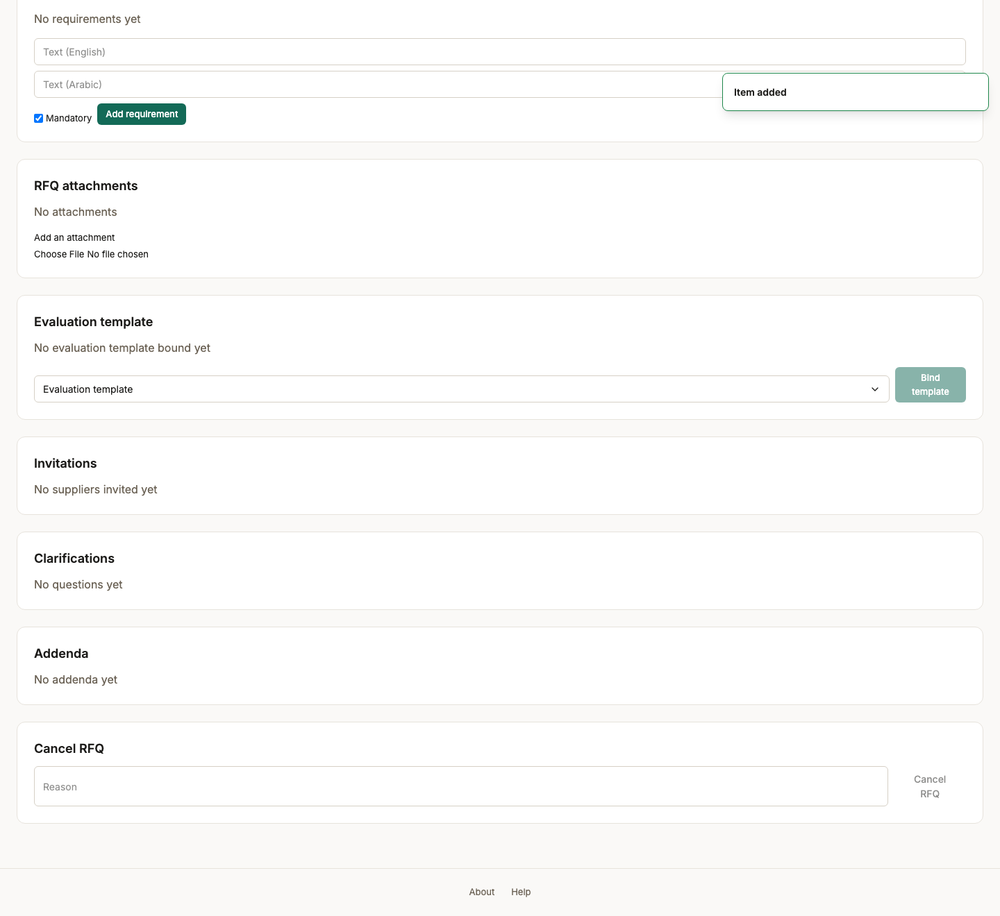 No requirements yet
Text (English)
Text (Arabic)
Item added
Mandatory
Add requirement
RFQ attachments
No attachments
Add an attachment
Choose File No file chosen
Evaluation template
No evaluation template bound yet
Evaluation template
Bind
template
Invitations
No suppliers invited yet
Clarifications
No questions yet
Addenda
No addenda yet
Cancel RFQ
Reason
Cancel
RFQ
About Help